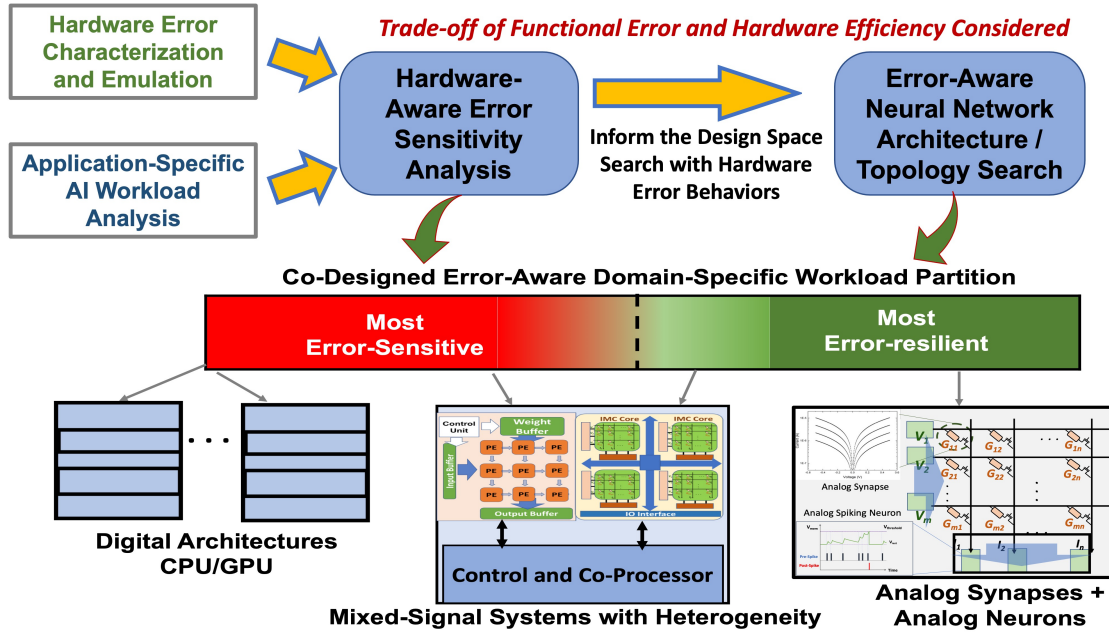 Hardware Error
Characterization
and Emulation
Trade-off of Functional Error and Hardware Efficiency Considered
Hardware-
Aware Error
Sensitivity
Analysis
Error-Aware
Neural Network
Architecture /
Topology Search
Inform the Design Space
Search with Hardware
Error Behaviors
Application-Specific
AI Workload
Analysis
Co-Designed Error-Aware Domain-Specific Workload Partition
Most
Error-Sensitive
Most
Error-resilient
Digital Architectures
CPU/GPU
Control
Unit
Weight
Buffer
Input Buffer
PE PE PE
PE PE PE
PE PE PE
Output Buffer
IMC Core IMC Core
IO Interface
Control and Co-Processor
Mixed-Signal Systems with Heterogeneity
Voltage (V)
Analog Synapse
Analog Spiking Neuron
Pre-Spike
Post-Spike
Time
V1
V2
Vm
G11 G12 G1n
G21 G22 G2n
Gm1 Gm2 Gmn
I1 I2 In
Analog Synapses +
Analog Neurons